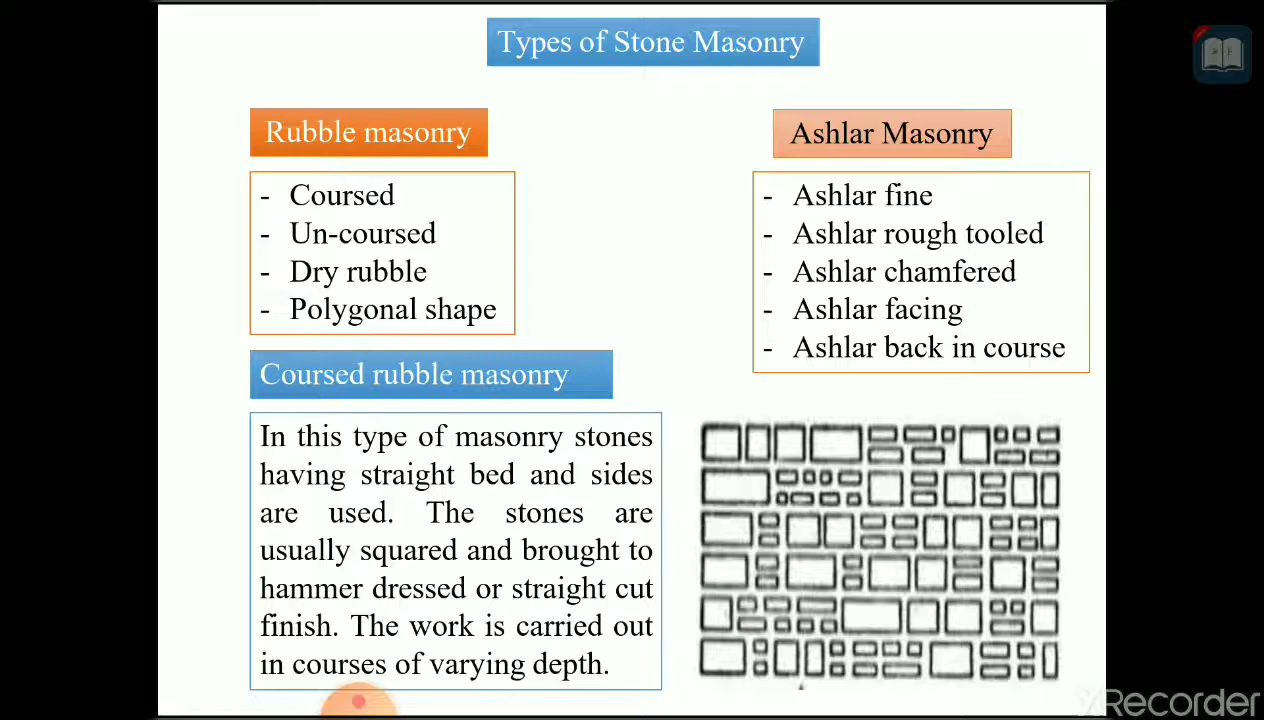 Types of Stone Masonry
Rubble masonry
- Coursed
- Un-coursed
- Dry rubble
- Polygonal shape
Ashlar Masonry
- Ashlar fine
- Ashlar rough tooled
- Ashlar chamfered
- Ashlar facing
- Ashlar back in course
Coursed rubble masonry
In this type of masonry stones
having straight bed and sides
are used. The stones are
usually squared and brought to
hammer dressed or straight cut
finish. The work is carried out
in courses of varying depth.
XRecorder